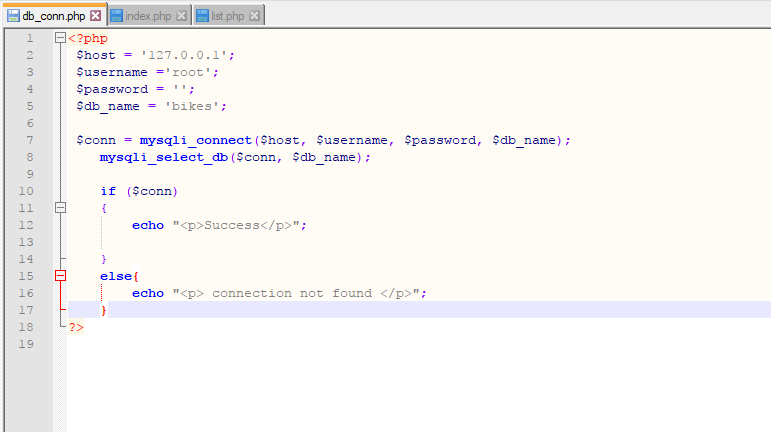 db_conn.php index.php list.php
1 <?php
2 $host = '127.0.0.1';
3 $username ='root';
4 $password = '';
5 $db_name = 'bikes';
6
7 $conn = mysqli_connect($host, $username, $password, $db_name);
8 mysqli_select_db($conn, $db_name);
9
10 if ($conn)
11 {
12 echo "<p>Success</p>";
13
14 }
15 else{
16 echo "<p> connection not found </p>";
17 }
18 ?>
19